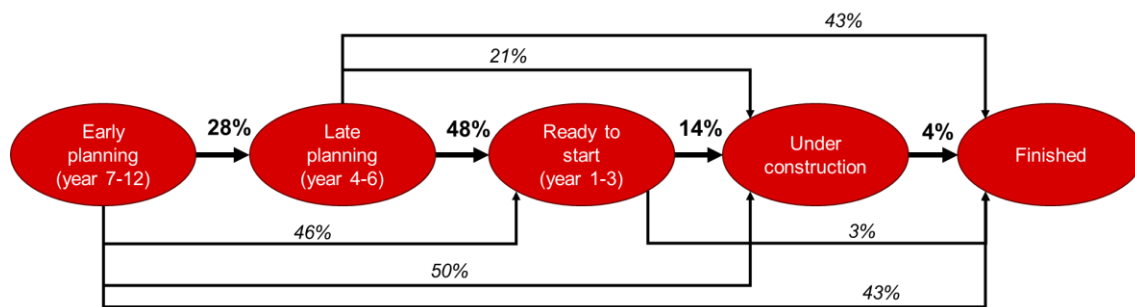 43%
21%
Early
planning
(year 7-12)
28%
Late
planning
(year 4-6)
48%
Ready to
start
(year 1-3)
14%
Under
construction
4%
Finished
46%
3%
50%
43%